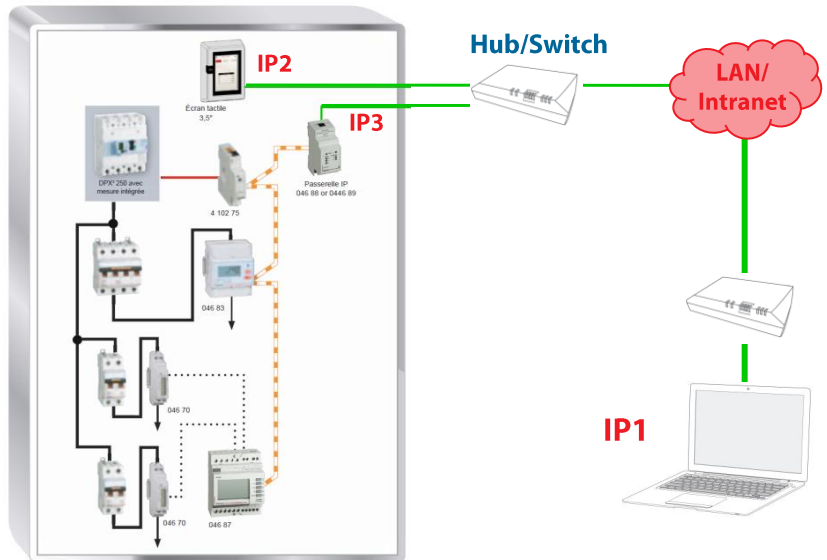 Hub/Switch
IP2
LAN/
Intranet
Écran tactile
3,5"
IP3
DPX³ 250 avec
mesure intégrée
Passerelle IP
046 88 or 0446 89
4 102 75
046 83
046 70
IP1
046 70
046 87